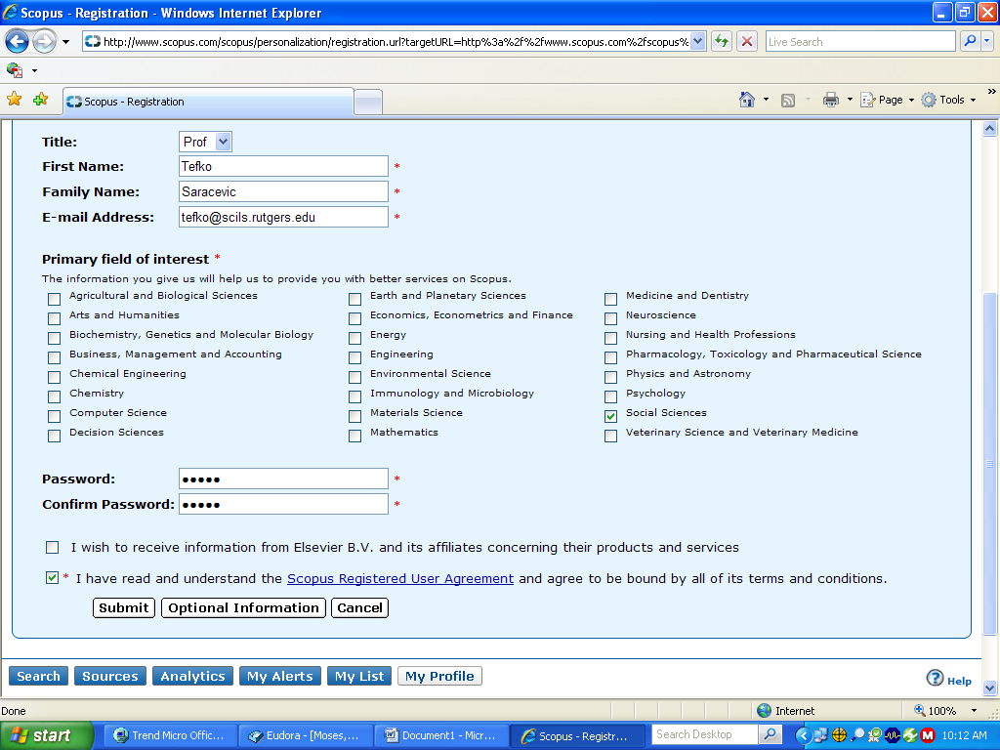 Scopus - Registration - Windows Internet Explorer
http://www.scopus.com/scopus/personalization/registration.url?targetURL=http%3a%2f%2fwww.scopus.com%2fscopus% Live Search
Scopus - Registration Page Tools »
Title: Prof
First Name: Tefko *
Family Name: Saracevic *
E-mail Address: tefko@scils.rutgers.edu *
Primary field of interest *
The information you give us will help us to provide you with better services on Scopus.
Agricultural and Biological Sciences Earth and Planetary Sciences Medicine and Dentistry
Arts and Humanities Economics, Econometrics and Finance Neuroscience
Biochemistry, Genetics and Molecular Biology Energy Nursing and Health Professions
Business, Management and Accounting Engineering Pharmacology, Toxicology and Pharmaceutical Science
Chemical Engineering Environmental Science Physics and Astronomy
Chemistry Immunology and Microbiology Psychology
Computer Science Materials Science Social Sciences
Decision Sciences Mathematics Veterinary Science and Veterinary Medicine
Password: ●●●●● *
Confirm Password: ●●●●● *
I wish to receive information from Elsevier B.V. and its affiliates concerning their products and services
* I have read and understand the Scopus Registered User Agreement and agree to be bound by all of its terms and conditions.
Submit Optional Information Cancel
Search Sources Analytics My Alerts My List My Profile Help
Done Internet 100%
start Trend Micro Offic... Eudora - [Moses,... Document1 - Micr... Scopus - Registr... Search Desktop 10:12 AM